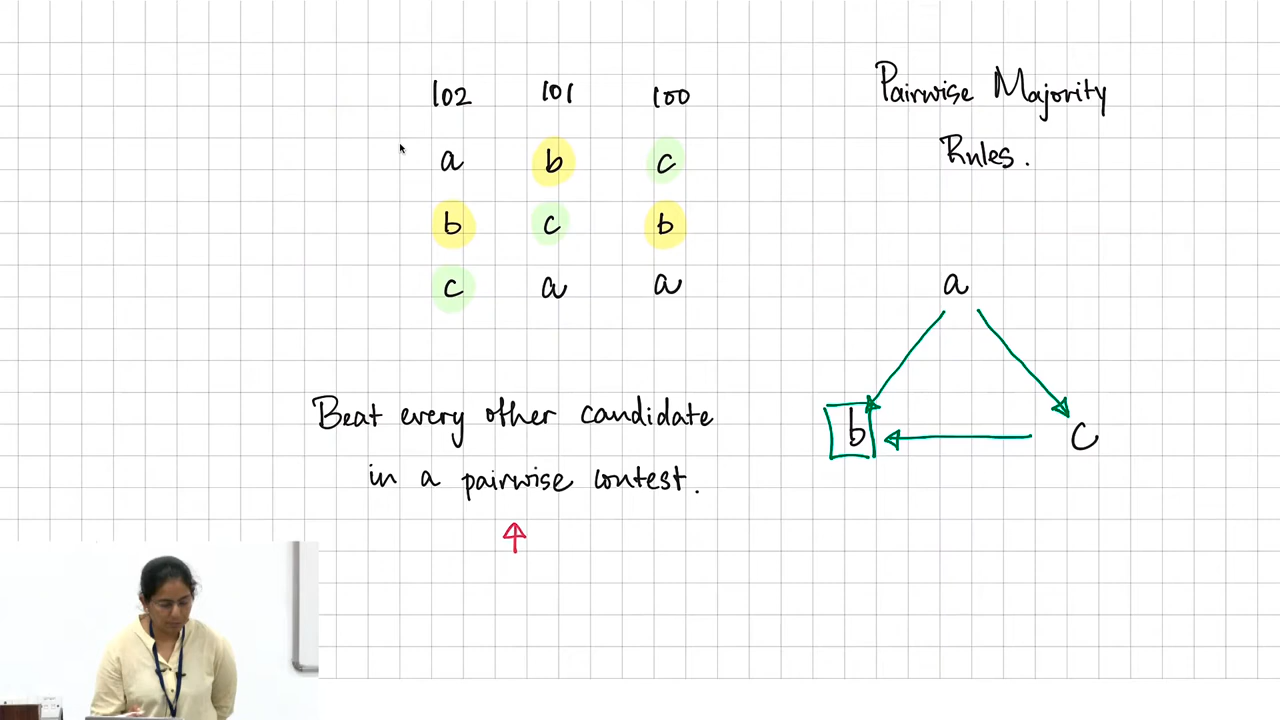 102 101 100
a b c
b c b
c a a
Pairwise Majority
Rules.
a
b c
Beat every other candidate
in a pairwise contest.